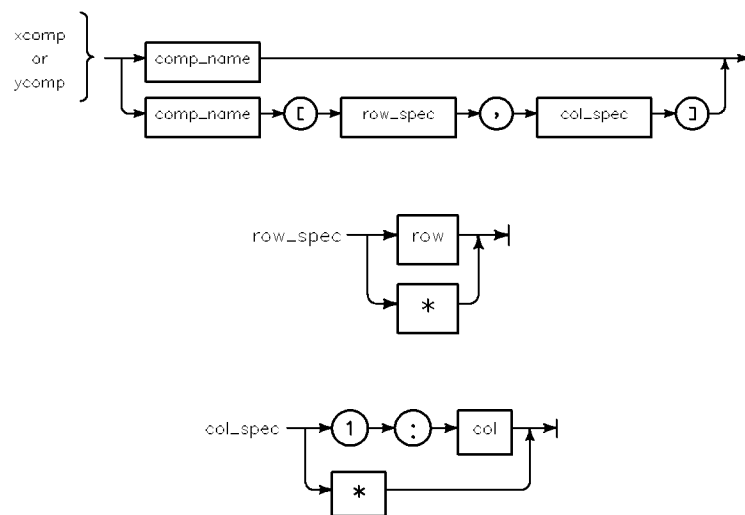 xcomp
or
ycomp
comp_name
comp_name [ row_spec , col_spec ]
row_spec row
*
col_spec 1 : col
*